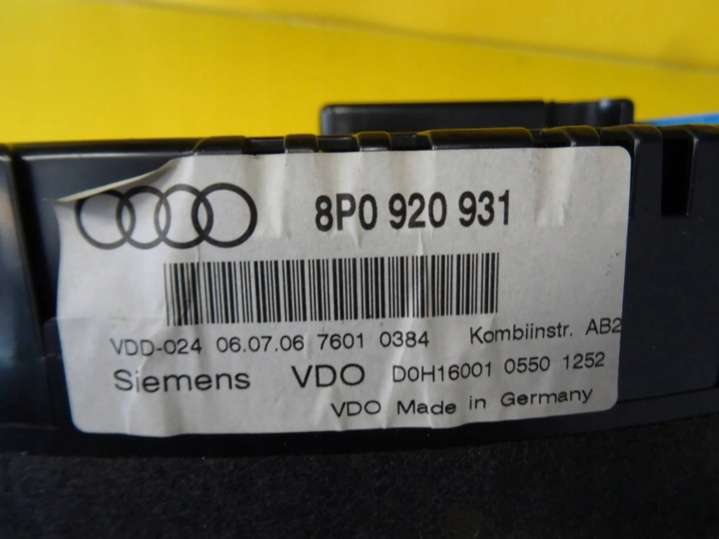 8P0 920 931
VDD-024 06.07.06 7601 0384 Kombiinstr. AB2
Siemens VDO D0H16001 0550 1252
VDO Made in Germany